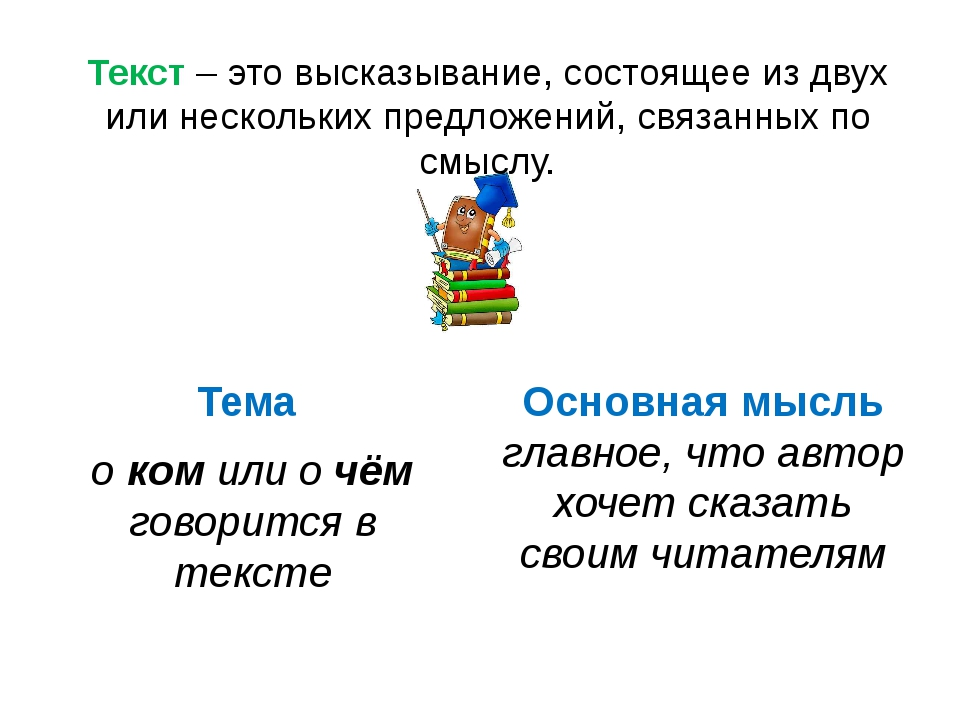 Текст – это высказывание, состоящее из двух
или нескольких предложений, связанных по
смыслу.
Тема
о ком или о чём
говорится в
тексте
Основная мысль
главное, что автор
хочет сказать
своим читателям